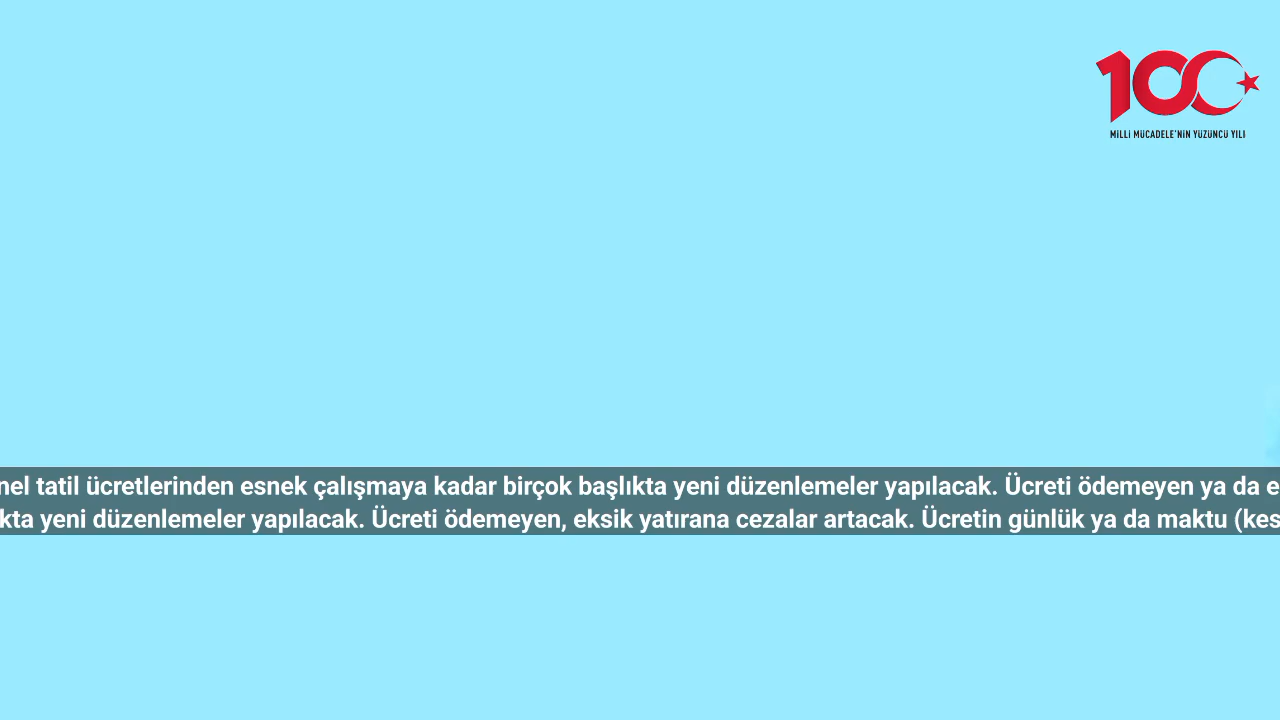 100
MİLLİ MÜCADELE'NİN YÜZÜNCÜ YILI
tatil ücretlerinden esnek çalışmaya kadar birçok başlıkta yeni düzenlemeler yapılacak. Ücreti ödemeyen ya da
yeni düzenlemeler yapılacak. Ücreti ödemeyen, eksik yatırana cezalar artacak. Ücretin günlük ya da maktu